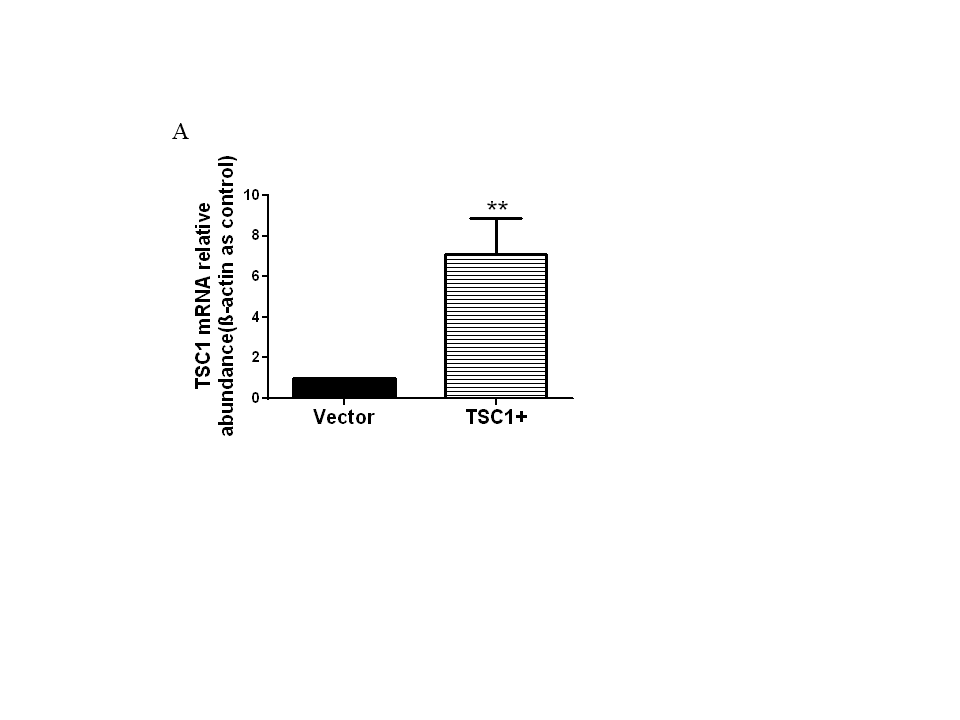 A
TSC1 mRNA relative
abundance(ß-actin as control)
10
8
6
4
2
0
**
Vector
TSC1+